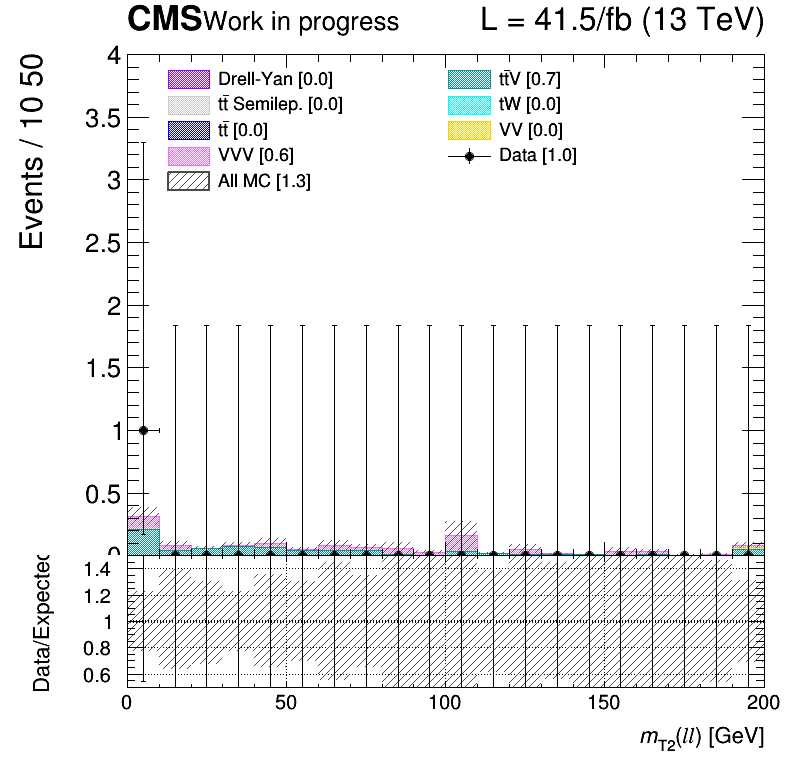 CMS Work in progress L = 41.5/fb (13 TeV)
Events / 10 50
4
3.5
3
2.5
2
1.5
1
0.5
0
Drell-Yan [0.0]
tt̄ Semilep. [0.0]
tt̄ [0.0]
VVV [0.6]
All MC [1.3]
tt̄V [0.7]
tW [0.0]
VV [0.0]
Data [1.0]
Data/Expected
1.4
1.2
1
0.8
0.6
0 50 100 150 200
m_T2(ll) [GeV]